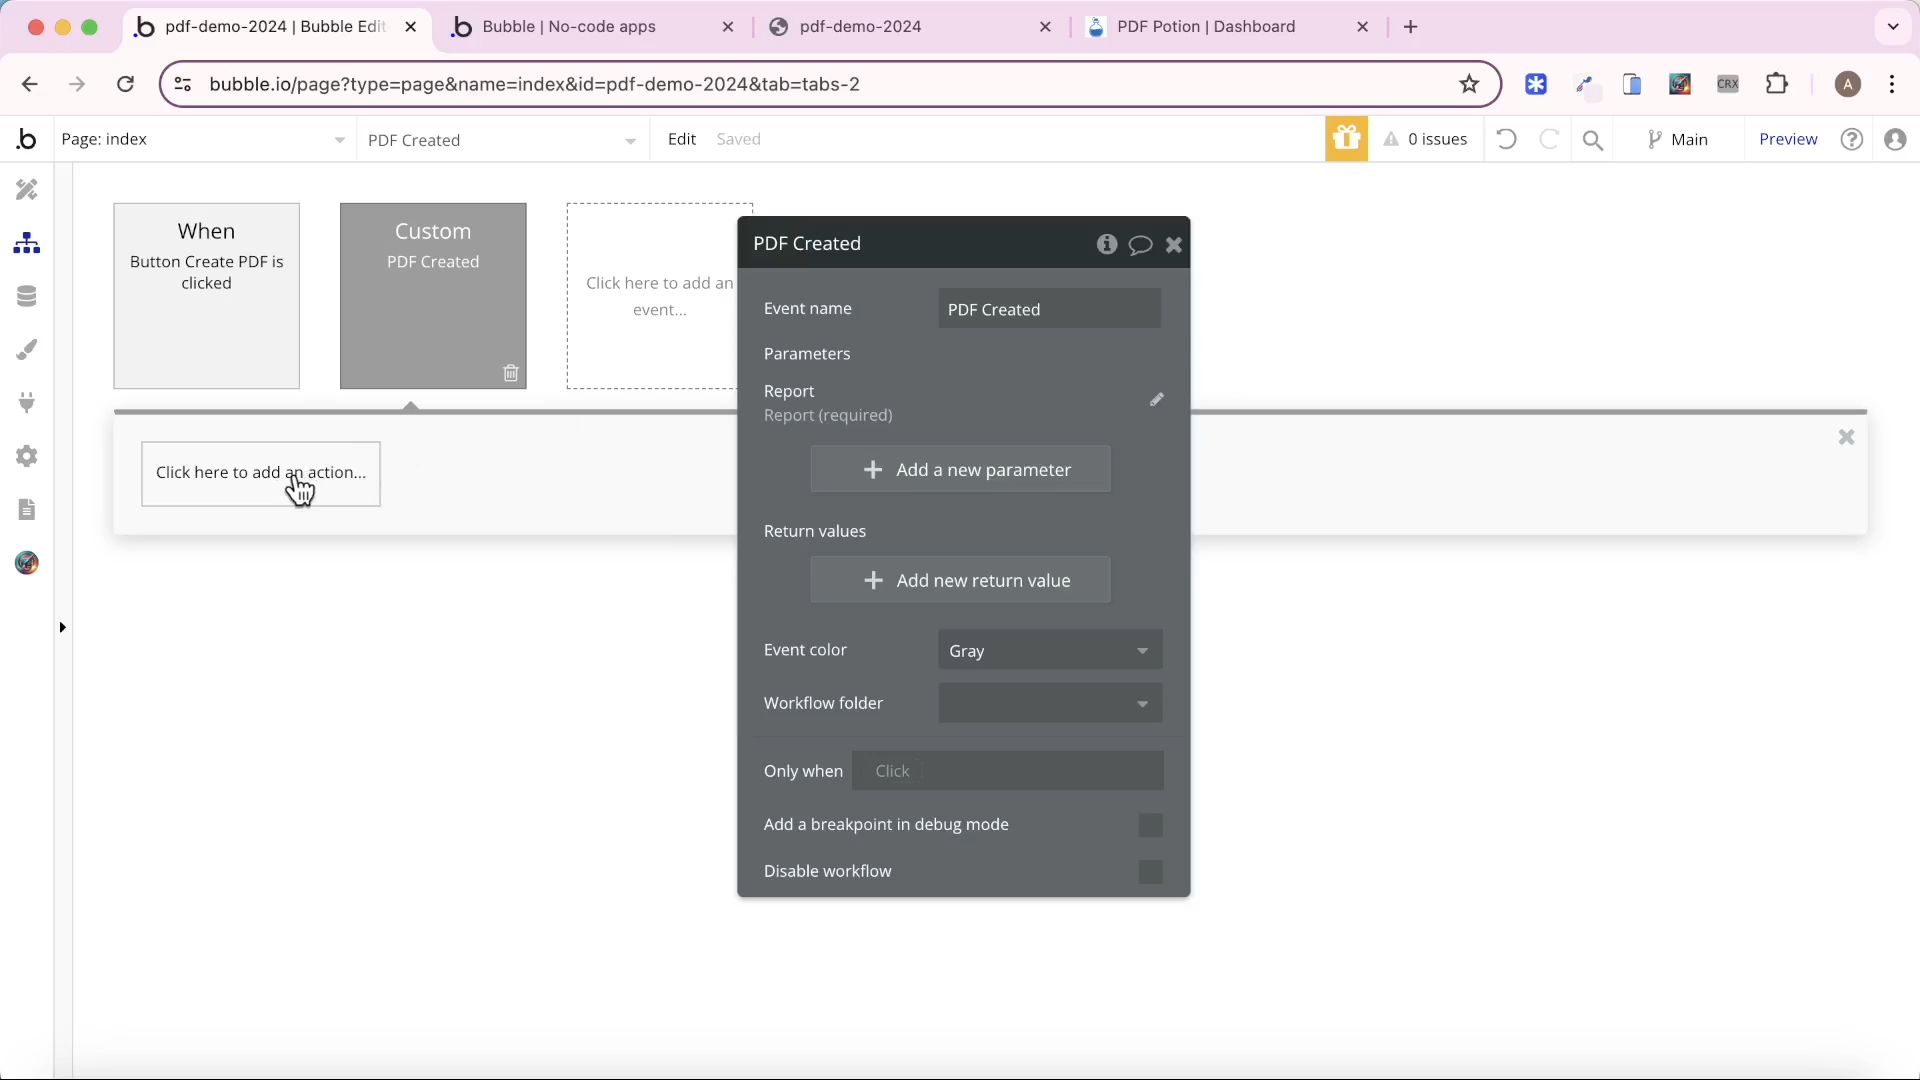 pdf-demo-2024 | Bubble Edit
Bubble | No-code apps
pdf-demo-2024
PDF Potion | Dashboard
bubble.io/page?type=page&name=index&id=pdf-demo-2024&tab=tabs-2
CRX
A
b
Page: index
PDF Created
Edit
Saved
0 issues
Main
Preview
When
Button Create PDF is
clicked
Custom
PDF Created
Click here to add an
event...
Click here to add an action...
PDF Created
Event name
PDF Created
Parameters
Report
Report (required)
Add a new parameter
Return values
Add new return value
Event color
Gray
Workflow folder
Only when
Click
Add a breakpoint in debug mode
Disable workflow